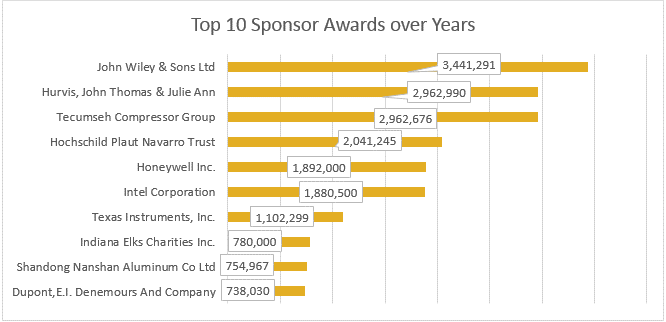 Top 10 Sponsor Awards over Years
John Wiley & Sons Ltd 3,441,291
Hurvis, John Thomas & Julie Ann 2,962,990
Tecumseh Compressor Group 2,962,676
Hochschild Plaut Navarro Trust 2,041,245
Honeywell Inc. 1,892,000
Intel Corporation 1,880,500
Texas Instruments, Inc. 1,102,299
Indiana Elks Charities Inc. 780,000
Shandong Nanshan Aluminum Co Ltd 754,967
Dupont,E.I. Denemours And Company 738,030